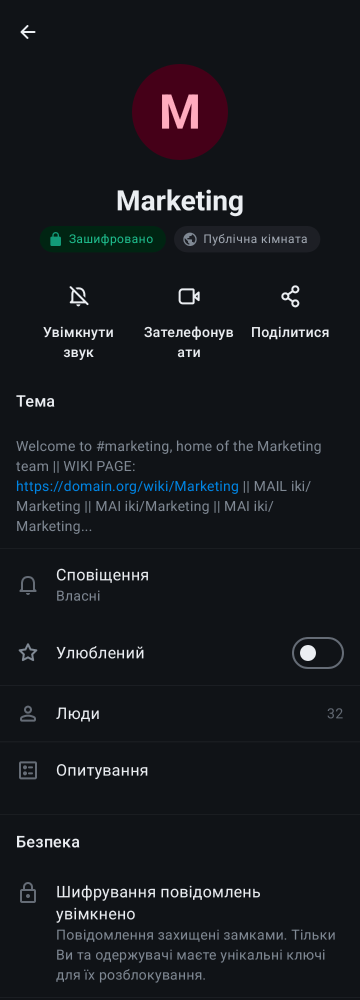 M
Marketing
Зашифровано
Публічна кімната
Увімкнути
звук
Зателефонув
ати
Поділитися
Тема
Welcome to #marketing, home of the Marketing
team || WIKI PAGE:
https://domain.org/wiki/Marketing || MAIL iki/
Marketing || MAI iki/Marketing || MAI iki/
Marketing...
Сповіщення
Власні
Улюблений
Люди
32
Опитування
Безпека
Шифрування повідомлень
увімкнено
Повідомлення захищені замками. Тільки
Ви та одержувачі маєте унікальні ключі
для їх розблокування.